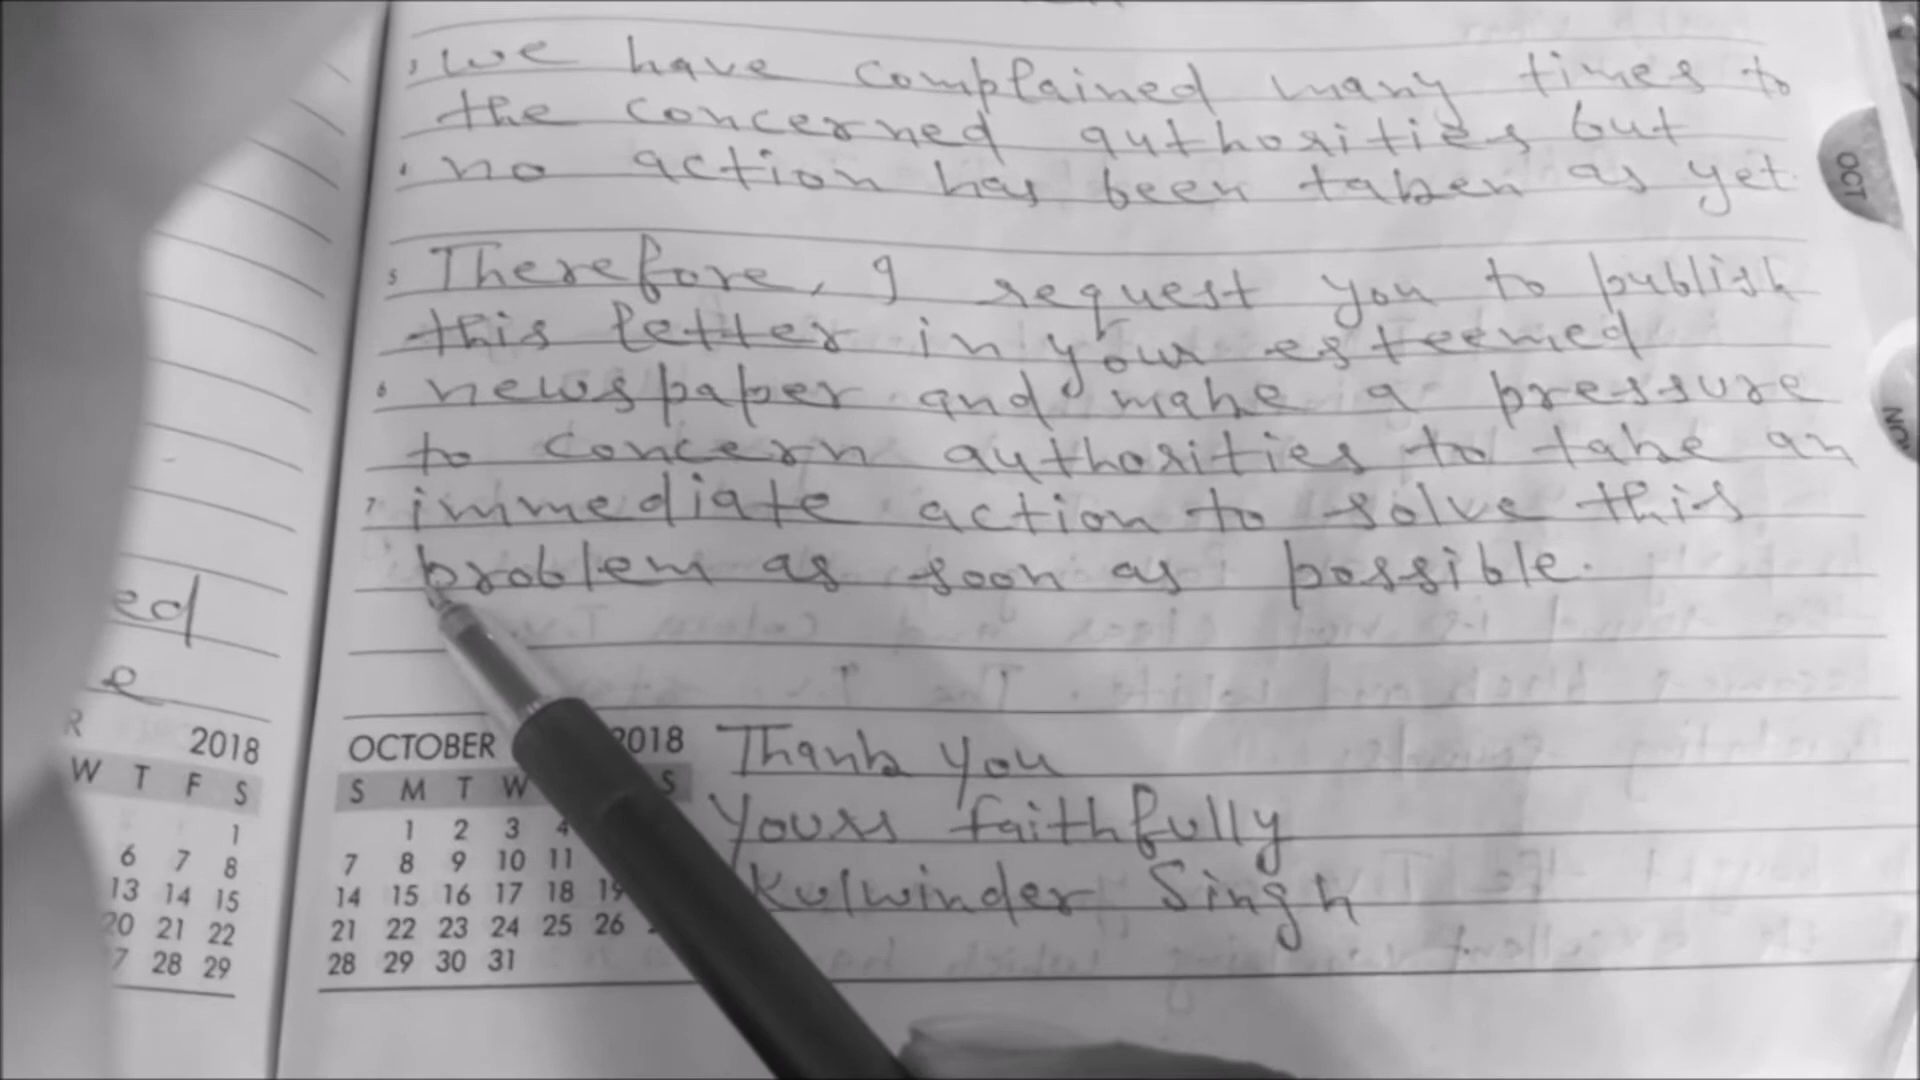 we have complained many times to
the concerned authorities but
no action has been taken as yet
5 Therefore, I request you to publish
this letter in your esteemed
6 newspaper and make a pressure
to concern authorities to take an
7 immediate action to solve this
problem as soon as possible.
Thank you
Yours faithfully
Kulwinder Singh
ed
e
R 2018
W T F S
1
6 7 8
13 14 15
20 21 22
7 28 29
OCTOBER 2018
S M T W S
1 2 3 4
7 8 9 10 11
14 15 16 17 18 19
21 22 23 24 25 26
28 29 30 31
OCT
NOV